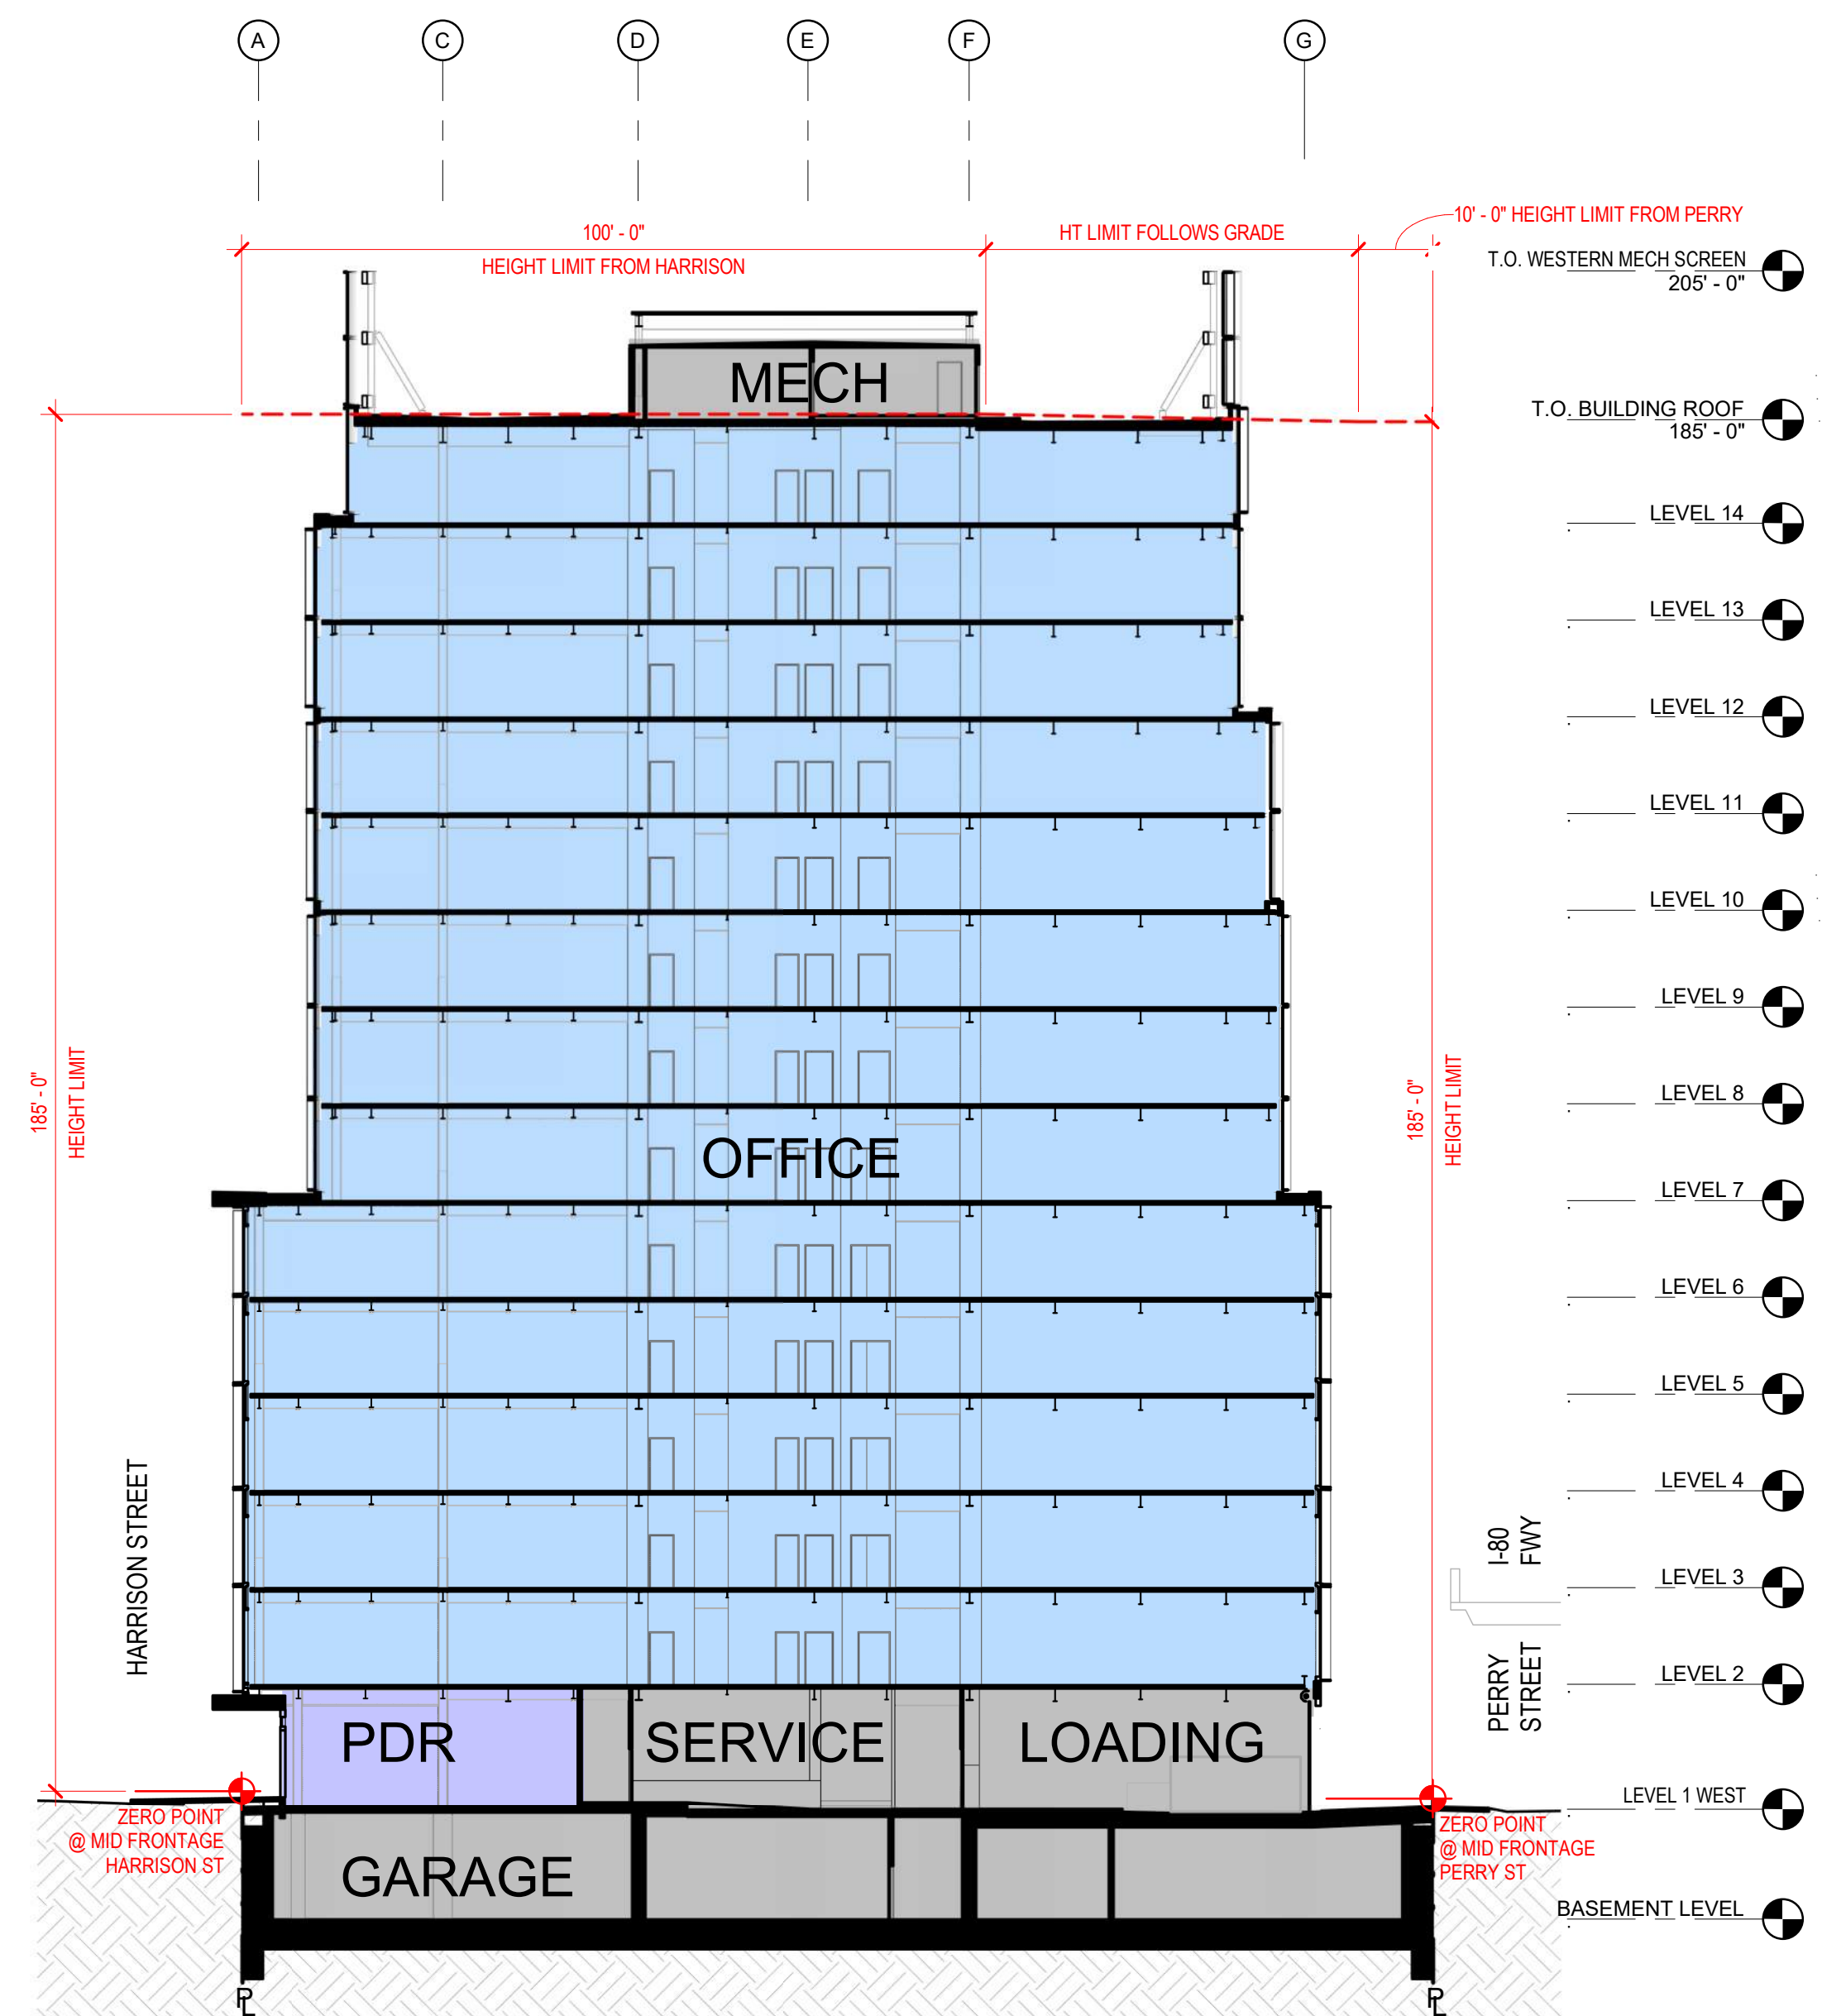 A
C
D
E
F
G
10' - 0" HEIGHT LIMIT FROM PERRY
100' - 0"
HT LIMIT FOLLOWS GRADE
HEIGHT LIMIT FROM HARRISON
T.O. WESTERN MECH SCREEN
205' - 0"
MECH
T.O. BUILDING ROOF
185' - 0"
LEVEL 14
LEVEL 13
LEVEL 12
LEVEL 11
LEVEL 10
LEVEL 9
185' - 0"
HEIGHT LIMIT
185' - 0"
HEIGHT LIMIT
LEVEL 8
OFFICE
LEVEL 7
LEVEL 6
LEVEL 5
LEVEL 4
HARRISON STREET
I-80
FWY
LEVEL 3
PERRY
STREET
LEVEL 2
PDR
SERVICE
LOADING
LEVEL 1 WEST
ZERO POINT
@ MID FRONTAGE
HARRISON ST
ZERO POINT
@ MID FRONTAGE
PERRY ST
GARAGE
BASEMENT LEVEL
PL
PL